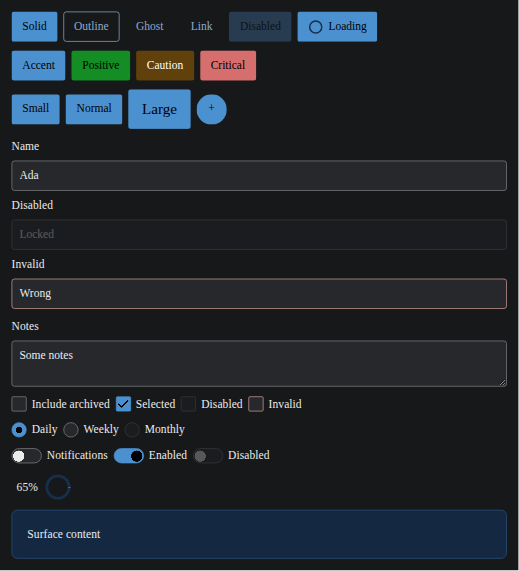 Solid Outline Ghost Link Disabled Loading
Accent Positive Caution Critical
Small Normal Large +
Name
Ada
Disabled
Locked
Invalid
Wrong
Notes
Some notes
Include archived Selected Disabled Invalid
Daily Weekly Monthly
Notifications Enabled Disabled
65%
Surface content